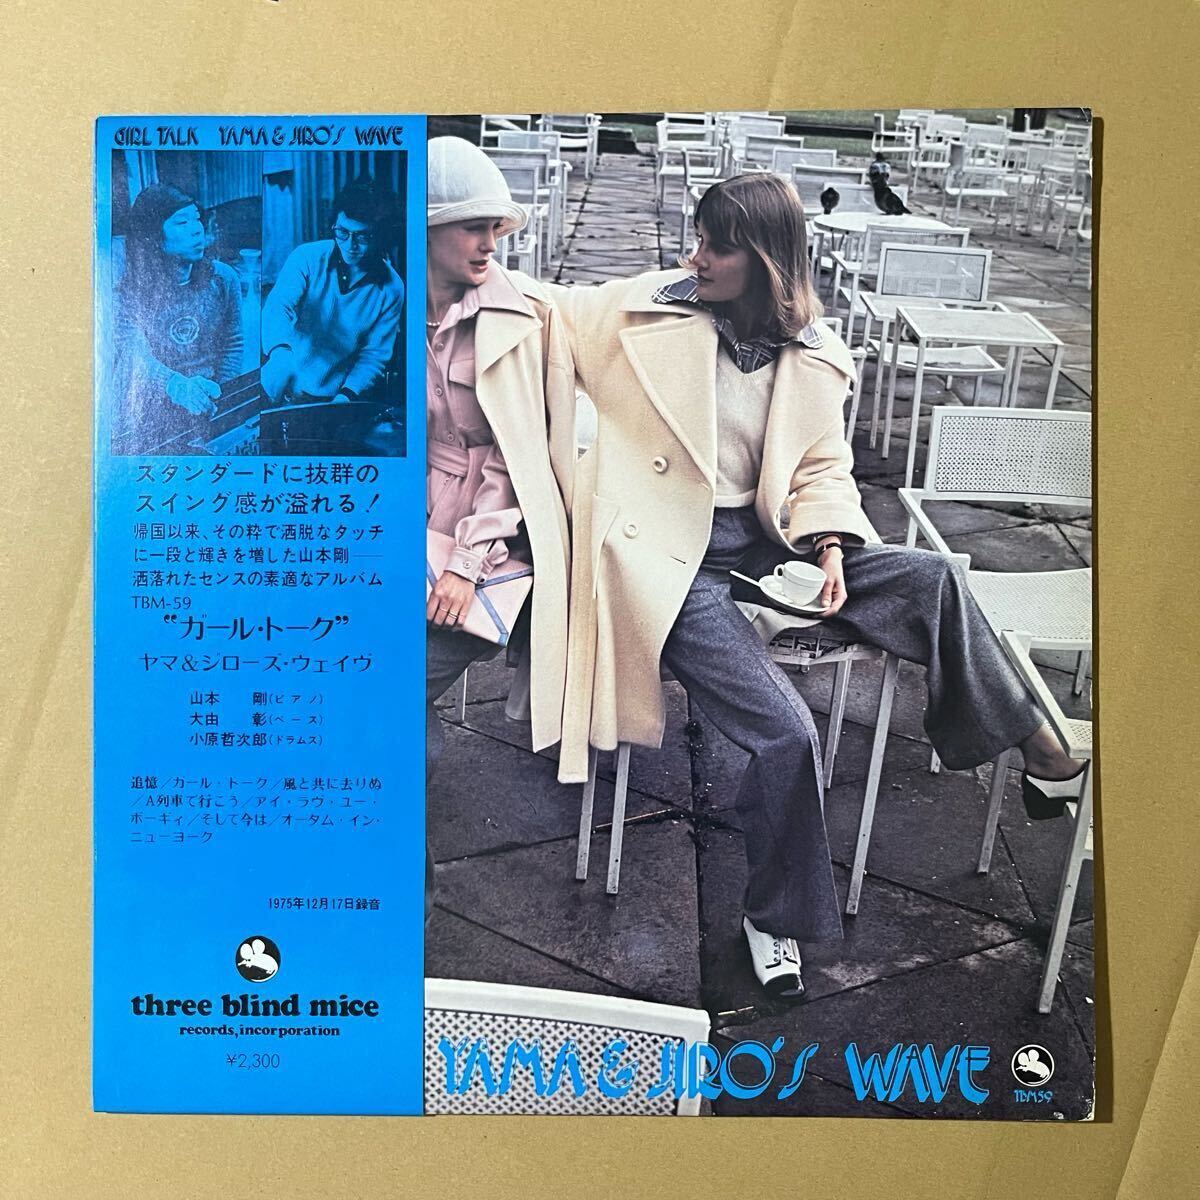 GIRL TALK YAMA & JIRO'S WAVE
スタンダードに抜群の
スイング感が溢れる!
帰国以来、その粋で洒脱なタッチ
に一段と輝きを増した山本剛──
洒落れたセンスの素適なアルバム
TBM-59
"ガール・トーク"
ヤマ&ジローズ・ウェイヴ
山本 剛(ピアノ)
大由 彰(ベース)
小原哲次郎(ドラムス)
追憶/ガール・トーク/風と共に去りぬ
/A列車で行こう/アイ・ラヴ・ユー・
ポーギィ/そして今は/オータム・イン・
ニューヨーク
1975年12月17日録音
three blind mice
records, incorporation
¥2,300
YAMA & JIRO'S WAVE
TBM59